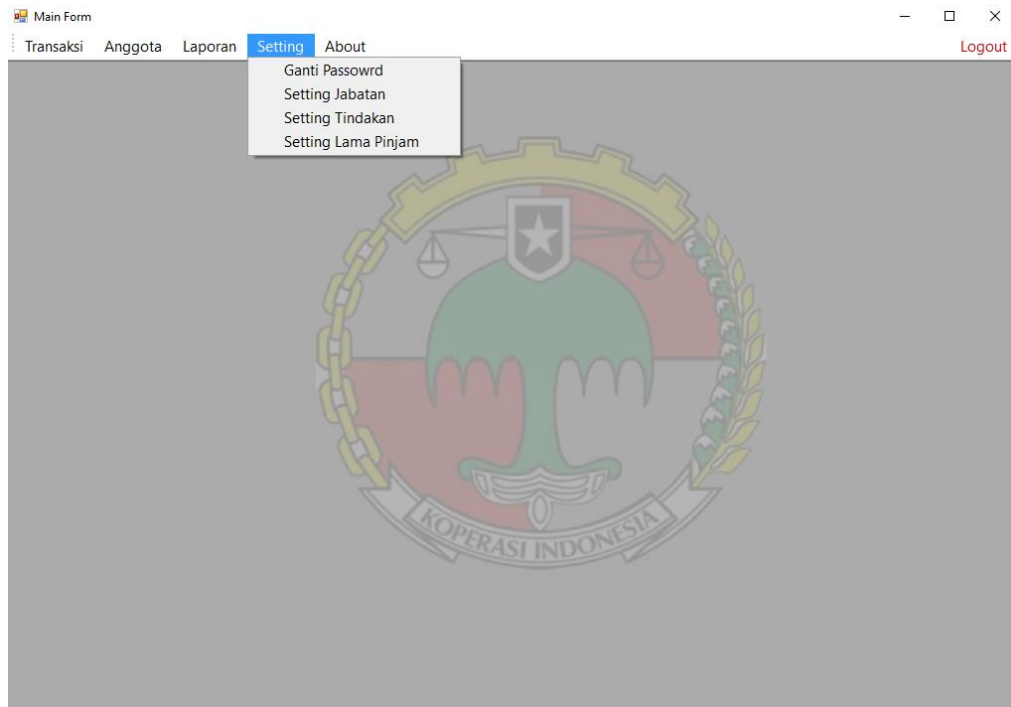 Main Form
Transaksi Anggota Laporan Setting About Logout
Ganti Passowrd
Setting Jabatan
Setting Tindakan
Setting Lama Pinjam
KOPERASI INDONESIA